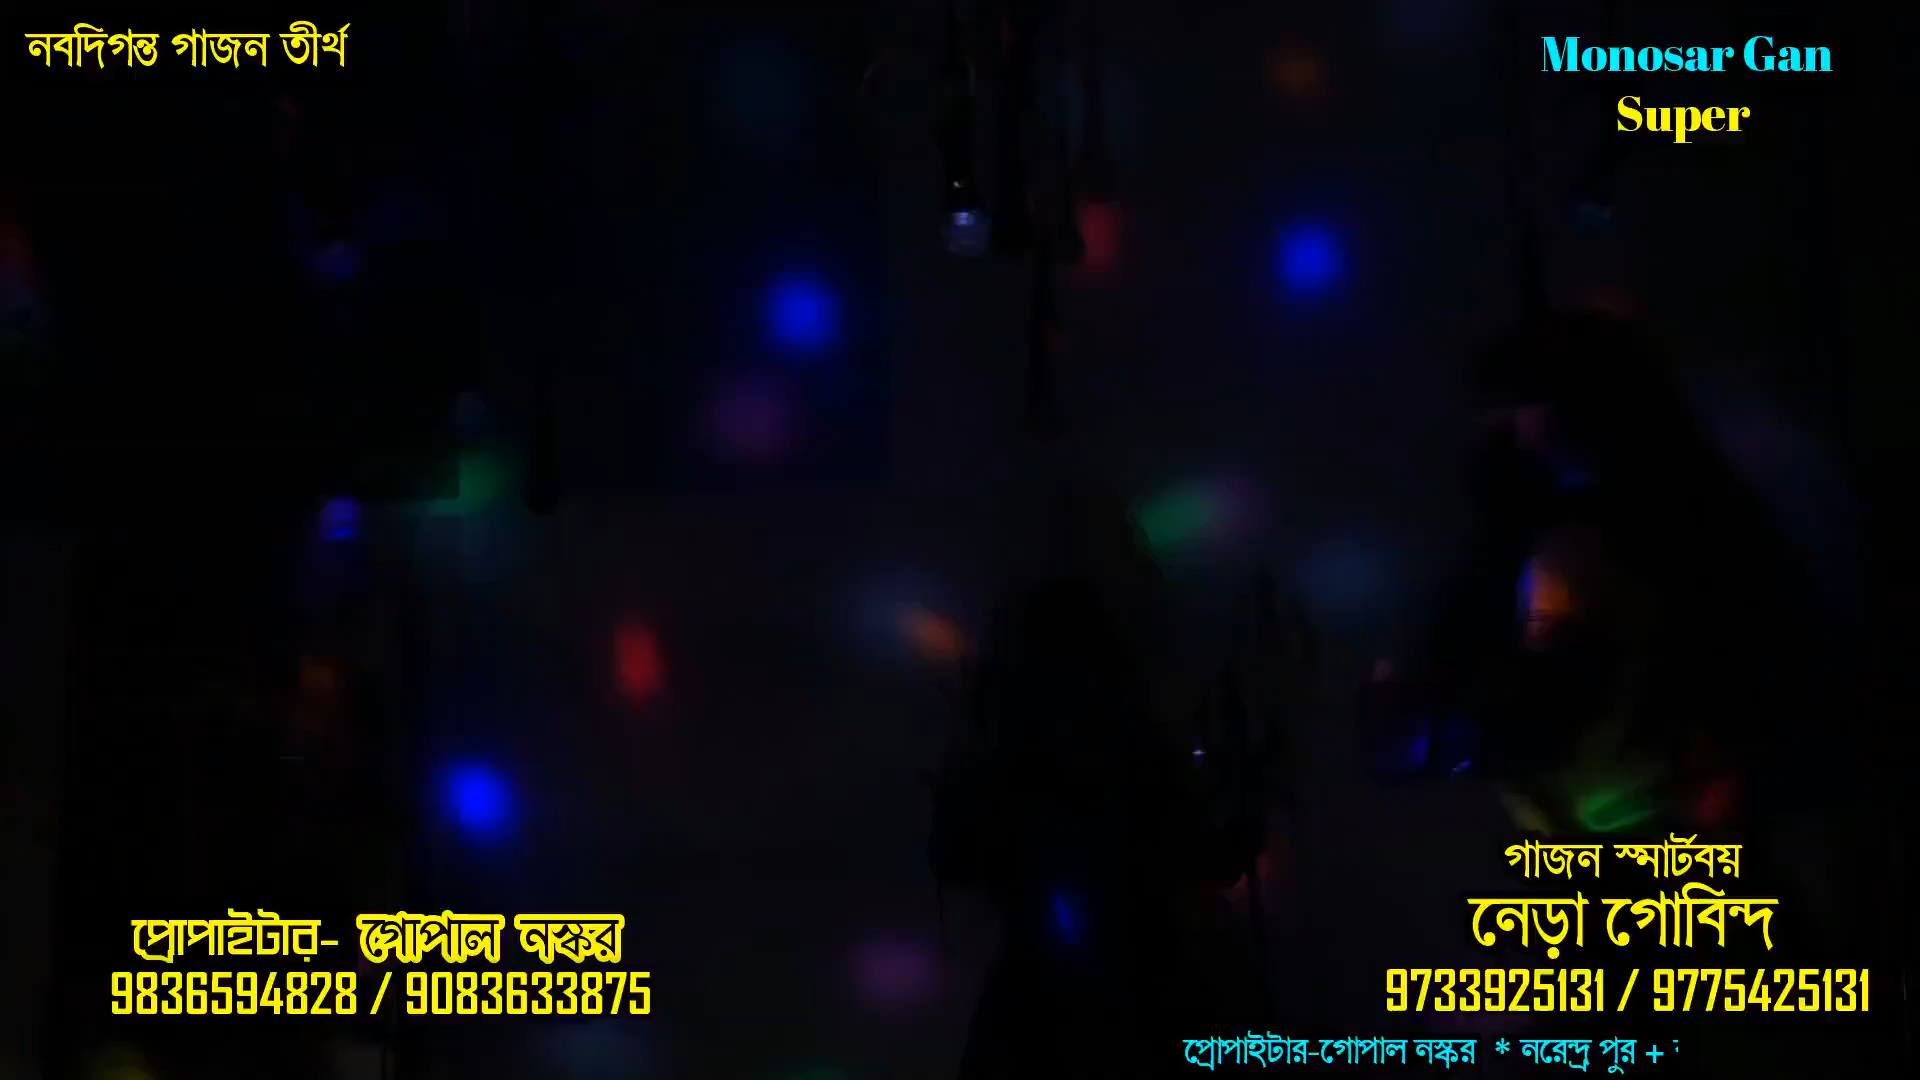 নবদিগন্ত গাজন তীর্থ
Monosar Gan
Super
প্রোপাইটার- গোপাল নস্কর
9836594828 / 9083633875
গাজন স্মার্টবয়
নেড়া গোবিন্দ
9733925131 / 9775425131
প্রোপাইটার-গোপাল নস্কর * নরেন্দ্র পুর +